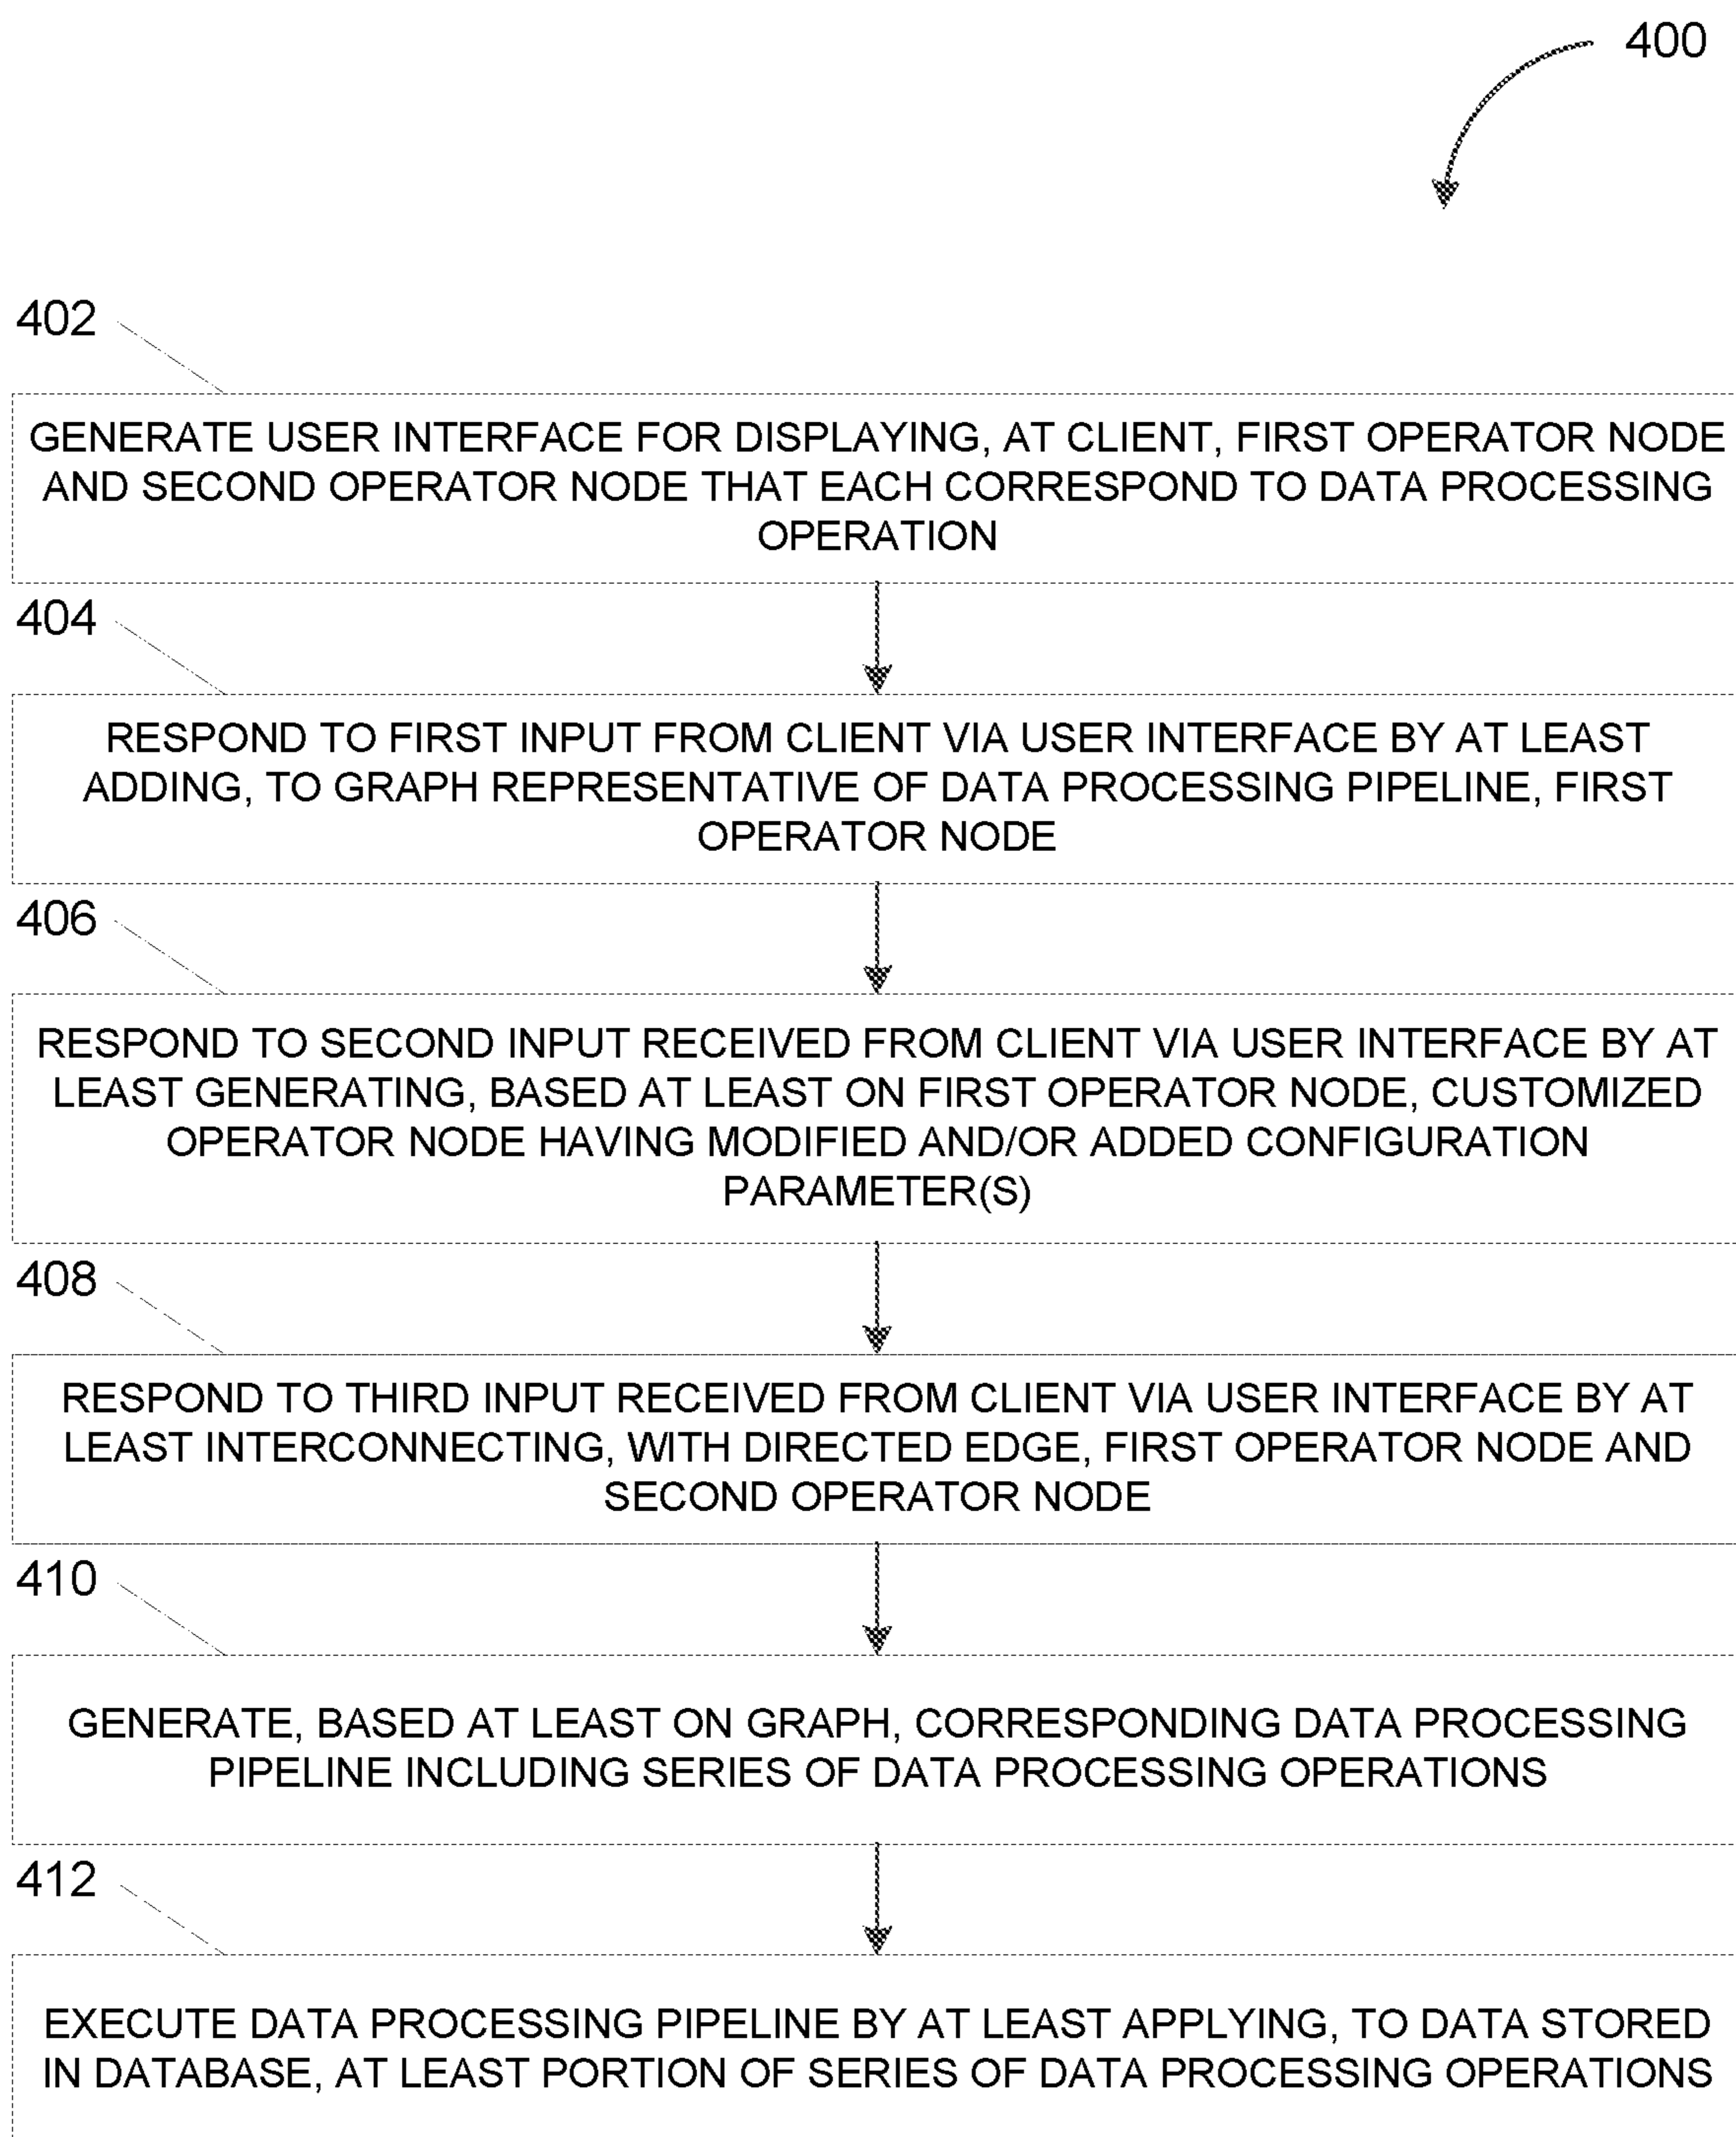 400
402
GENERATE USER INTERFACE FOR DISPLAYING, AT CLIENT, FIRST OPERATOR NODE
AND SECOND OPERATOR NODE THAT EACH CORRESPOND TO DATA PROCESSING
OPERATION
404
RESPOND TO FIRST INPUT FROM CLIENT VIA USER INTERFACE BY AT LEAST
ADDING, TO GRAPH REPRESENTATIVE OF DATA PROCESSING PIPELINE, FIRST
OPERATOR NODE
406
RESPOND TO SECOND INPUT RECEIVED FROM CLIENT VIA USER INTERFACE BY AT
LEAST GENERATING, BASED AT LEAST ON FIRST OPERATOR NODE, CUSTOMIZED
OPERATOR NODE HAVING MODIFIED AND/OR ADDED CONFIGURATION
PARAMETER(S)
408
RESPOND TO THIRD INPUT RECEIVED FROM CLIENT VIA USER INTERFACE BY AT
LEAST INTERCONNECTING, WITH DIRECTED EDGE, FIRST OPERATOR NODE AND
SECOND OPERATOR NODE
410
GENERATE, BASED AT LEAST ON GRAPH, CORRESPONDING DATA PROCESSING
PIPELINE INCLUDING SERIES OF DATA PROCESSING OPERATIONS
412
EXECUTE DATA PROCESSING PIPELINE BY AT LEAST APPLYING, TO DATA STORED
IN DATABASE, AT LEAST PORTION OF SERIES OF DATA PROCESSING OPERATIONS